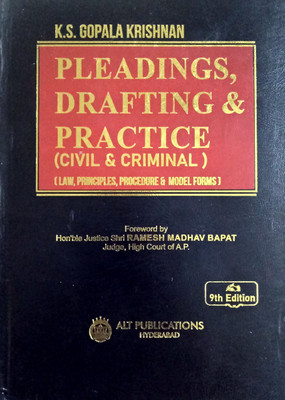 K.S. GOPALA KRISHNAN
PLEADINGS,
DRAFTING &
PRACTICE
(CIVIL & CRIMINAL)
(LAW, PRINCIPLES, PROCEDURE & MODEL FORMS)
Foreword by
Hon'ble Justice Shri RAMESH MADHAV BAPAT
Judge, High Court of A.P.
9th Edition
ALT PUBLICATIONS
HYDERABAD